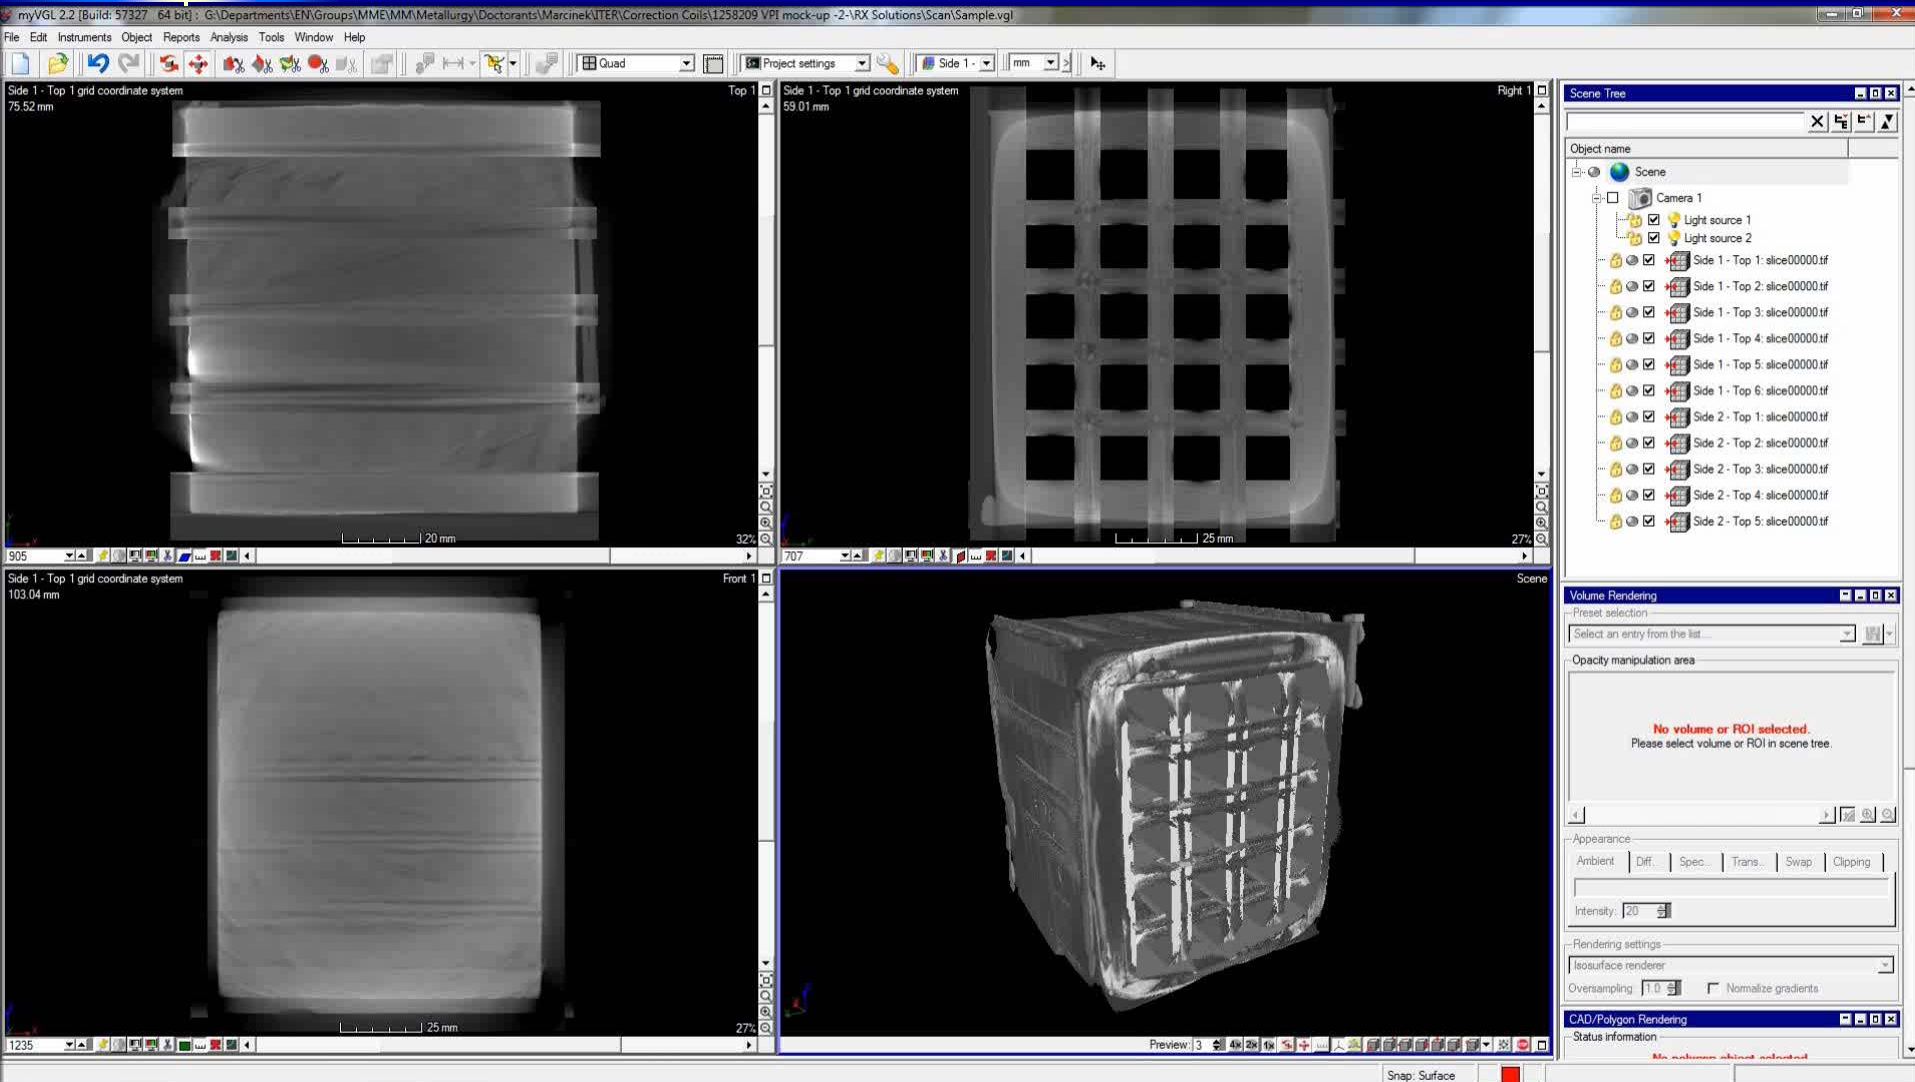 myVGL 2.2 [Build: 57327 64 bit] : G:\Departments\EN\Groups\MME\MM\Metallurgy\Doctorants\Marcinek\ITER\Correction Coils\1258209 VPI mock-up -2-\RX Solutions\Scan\Sample.vgl
File Edit Instruments Object Reports Analysis Tools Window Help
Quad Project settings Side 1 - mm
Side 1 - Top 1 grid coordinate system Top 1
75.52 mm
20 mm 32%
905
Side 1 - Top 1 grid coordinate system Right 1
59.01 mm
25 mm 27%
707
Side 1 - Top 1 grid coordinate system Front 1
103.04 mm
25 mm 27%
1235
Scene
Preview: 3 4x 2x 1x
Scene Tree
Object name
Scene
Camera 1
Light source 1
Light source 2
Side 1 - Top 1: slice00000.tif
Side 1 - Top 2: slice00000.tif
Side 1 - Top 3: slice00000.tif
Side 1 - Top 4: slice00000.tif
Side 1 - Top 5: slice00000.tif
Side 1 - Top 6: slice00000.tif
Side 2 - Top 1: slice00000.tif
Side 2 - Top 2: slice00000.tif
Side 2 - Top 3: slice00000.tif
Side 2 - Top 4: slice00000.tif
Side 2 - Top 5: slice00000.tif
Volume Rendering
Preset selection
Select an entry from the list...
Opacity manipulation area
No volume or ROI selected.
Please select volume or ROI in scene tree.
Appearance
Ambient Diff... Spec... Trans... Swap Clipping
Intensity: 20
Rendering settings
Isosurface renderer
Oversampling: 1.0 Normalize gradients
CAD/Polygon Rendering
Status information
No polygon object selected
Snap: Surface